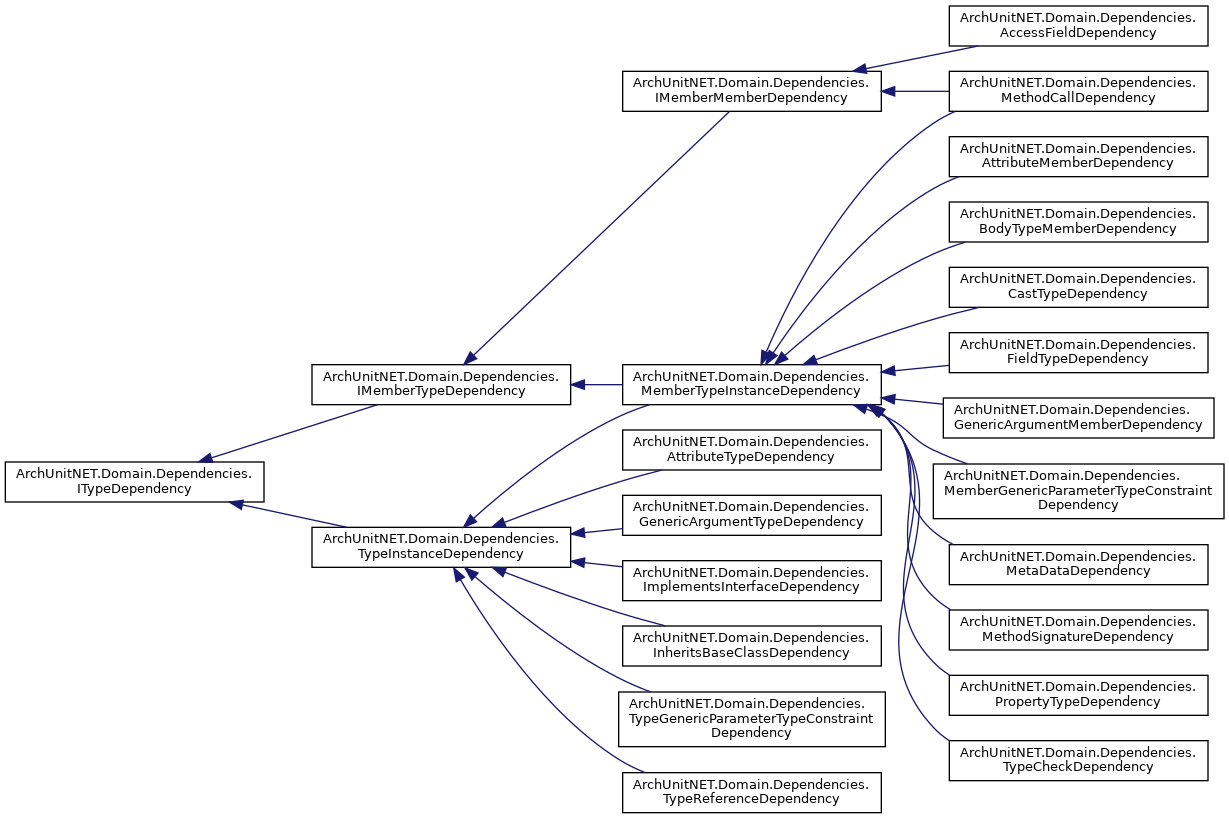 ArchUnitNET.Domain.Dependencies.
AccessFieldDependency
ArchUnitNET.Domain.Dependencies.
IMemberMemberDependency
ArchUnitNET.Domain.Dependencies.
MethodCallDependency
ArchUnitNET.Domain.Dependencies.
AttributeMemberDependency
ArchUnitNET.Domain.Dependencies.
BodyTypeMemberDependency
ArchUnitNET.Domain.Dependencies.
CastTypeDependency
ArchUnitNET.Domain.Dependencies.
FieldTypeDependency
ArchUnitNET.Domain.Dependencies.
IMemberTypeDependency
ArchUnitNET.Domain.Dependencies.
MemberTypeInstanceDependency
ArchUnitNET.Domain.Dependencies.
GenericArgumentMemberDependency
ArchUnitNET.Domain.Dependencies.
AttributeTypeDependency
ArchUnitNET.Domain.Dependencies.
ITypeDependency
ArchUnitNET.Domain.Dependencies.
MemberGenericParameterTypeConstraint
Dependency
ArchUnitNET.Domain.Dependencies.
GenericArgumentTypeDependency
ArchUnitNET.Domain.Dependencies.
TypeInstanceDependency
ArchUnitNET.Domain.Dependencies.
MetaDataDependency
ArchUnitNET.Domain.Dependencies.
ImplementsInterfaceDependency
ArchUnitNET.Domain.Dependencies.
MethodSignatureDependency
ArchUnitNET.Domain.Dependencies.
InheritsBaseClassDependency
ArchUnitNET.Domain.Dependencies.
PropertyTypeDependency
ArchUnitNET.Domain.Dependencies.
TypeGenericParameterTypeConstraint
Dependency
ArchUnitNET.Domain.Dependencies.
TypeCheckDependency
ArchUnitNET.Domain.Dependencies.
TypeReferenceDependency